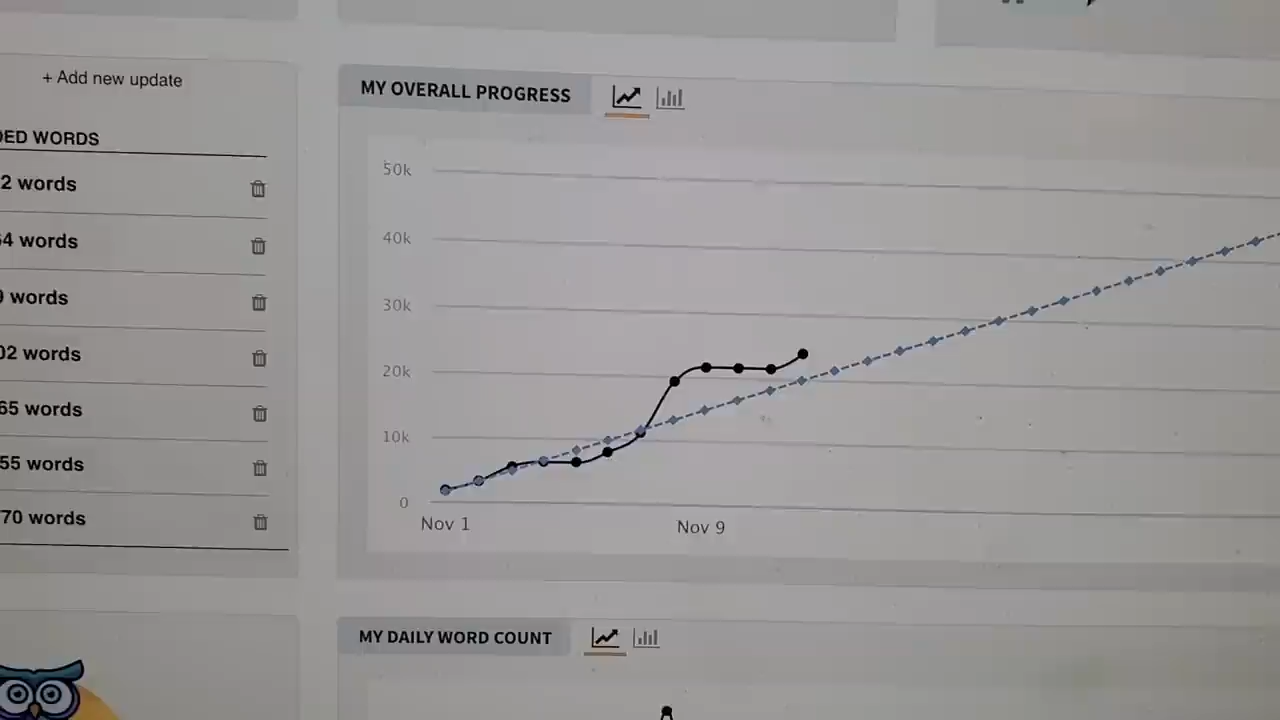 + Add new update
DED WORDS
2 words
64 words
9 words
02 words
65 words
55 words
70 words
MY OVERALL PROGRESS
50k
40k
30k
20k
10k
0
Nov 1
Nov 9
MY DAILY WORD COUNT